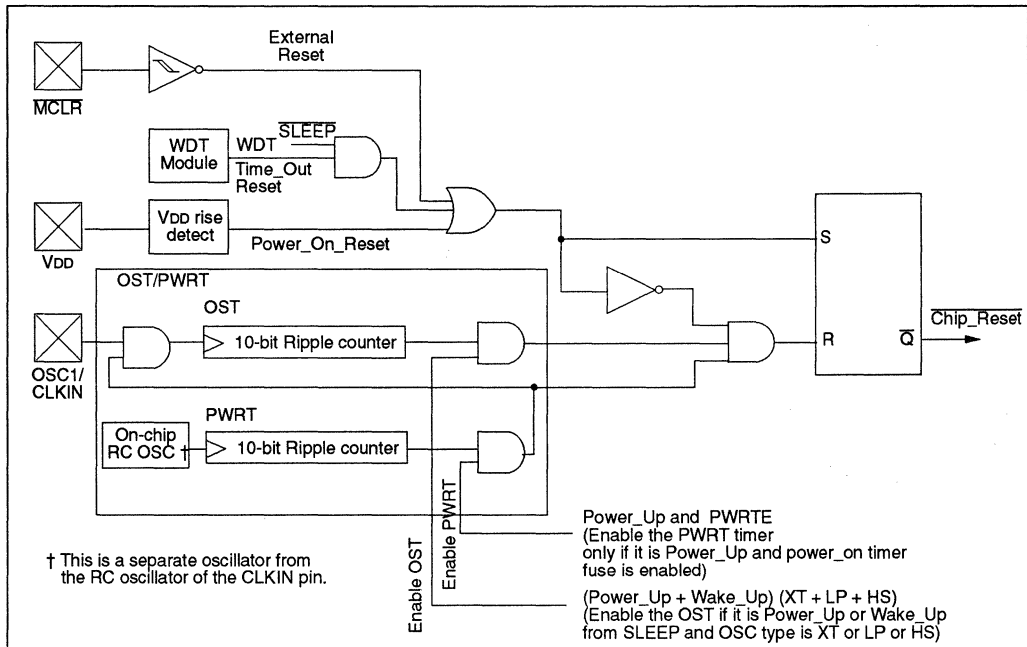 External
Reset
MCLR
SLEEP
WDT
Module
WDT
Time_Out
Reset
VDD rise
detect
Power_On_Reset
VDD
S
R
Q
Chip_Reset
OST/PWRT
OST
10-bit Ripple counter
OSC1/
CLKIN
PWRT
On-chip
RC OSC †
10-bit Ripple counter
Enable OST
Enable PWRT
Power_Up and PWRTE
(Enable the PWRT timer
only if it is Power_Up and power_on timer
fuse is enabled)
(Power_Up + Wake_Up) (XT + LP + HS)
(Enable the OST if it is Power_Up or Wake_Up
from SLEEP and OSC type is XT or LP or HS)
† This is a separate oscillator from
the RC oscillator of the CLKIN pin.